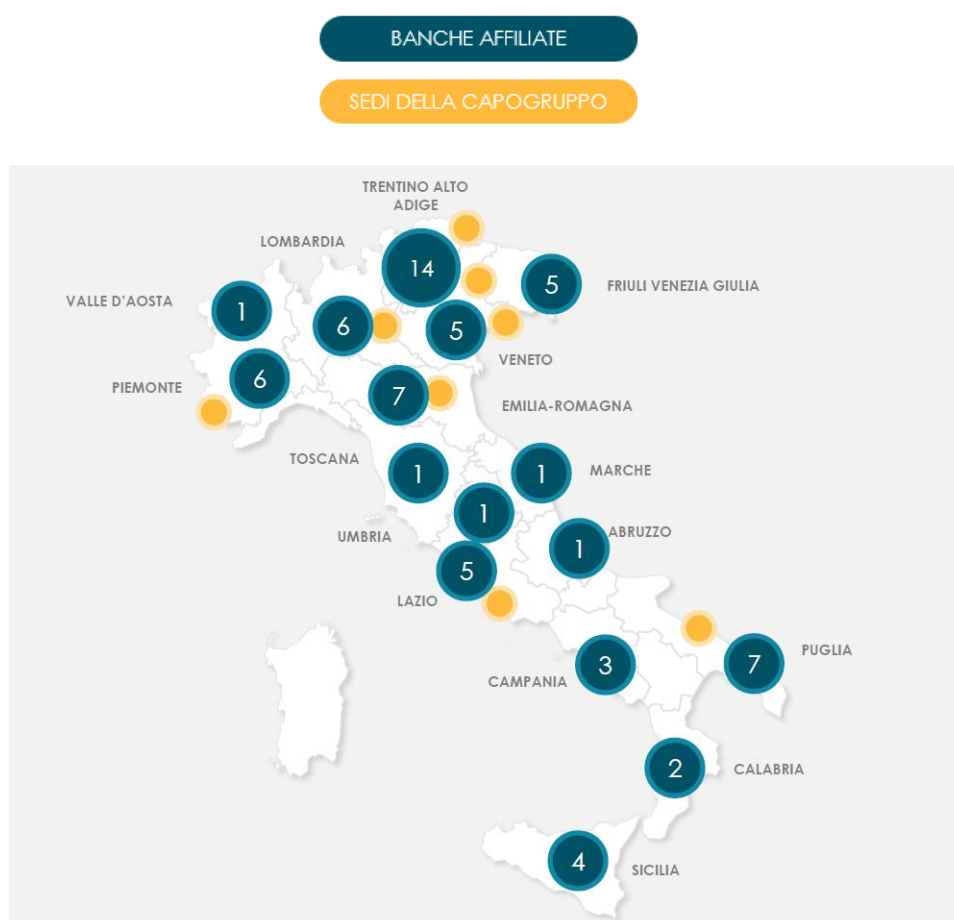 BANCHE AFFILIATE
SEDI DELLA CAPOGRUPPO
TRENTINO ALTO
ADIGE
LOMBARDIA
14
5
FRIULI VENEZIA GIULIA
VALLE D'AOSTA
1
6
5
VENETO
PIEMONTE
6
7
EMILIA-ROMAGNA
TOSCANA
1
1
MARCHE
UMBRIA
1
1
ABRUZZO
5
LAZIO
CAMPANIA
3
7
PUGLIA
2
CALABRIA
4
SICILIA